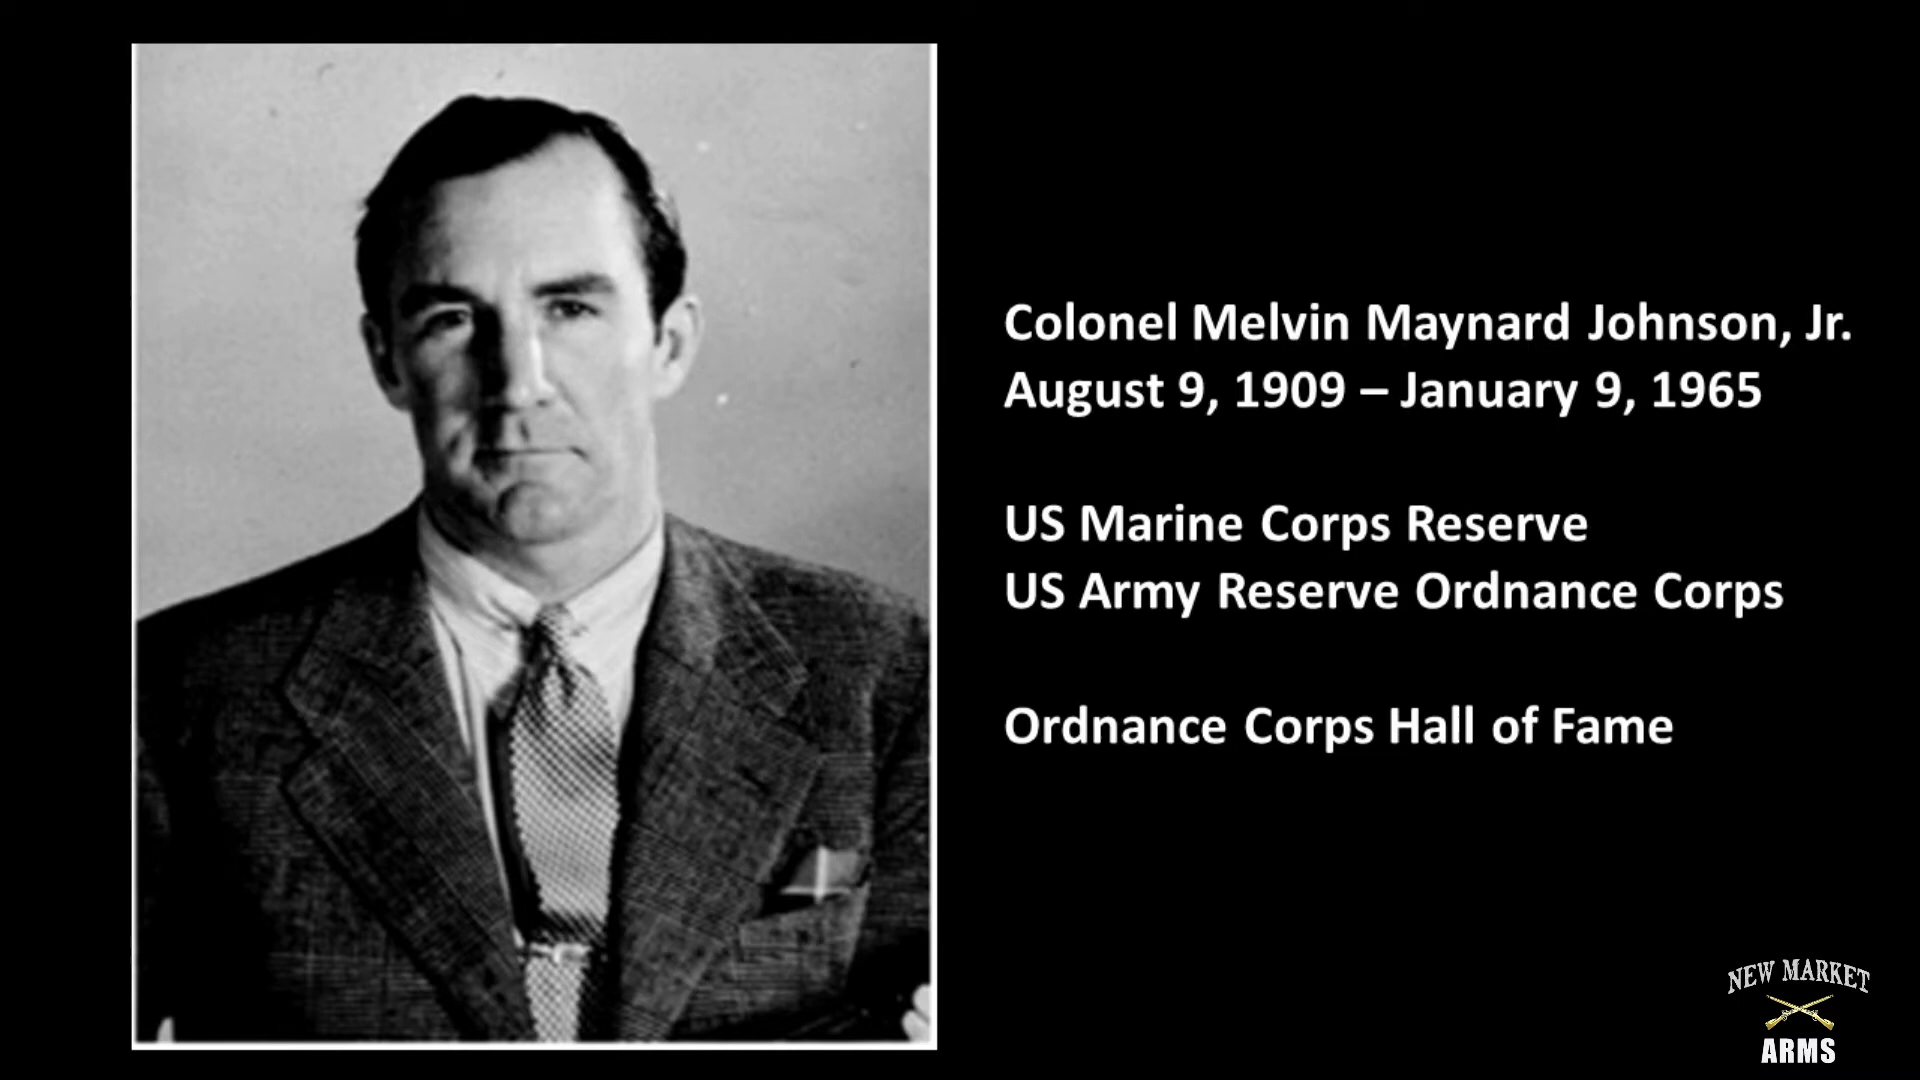 Colonel Melvin Maynard Johnson, Jr.
August 9, 1909 – January 9, 1965
US Marine Corps Reserve
US Army Reserve Ordnance Corps
Ordnance Corps Hall of Fame
NEW MARKET
ARMS